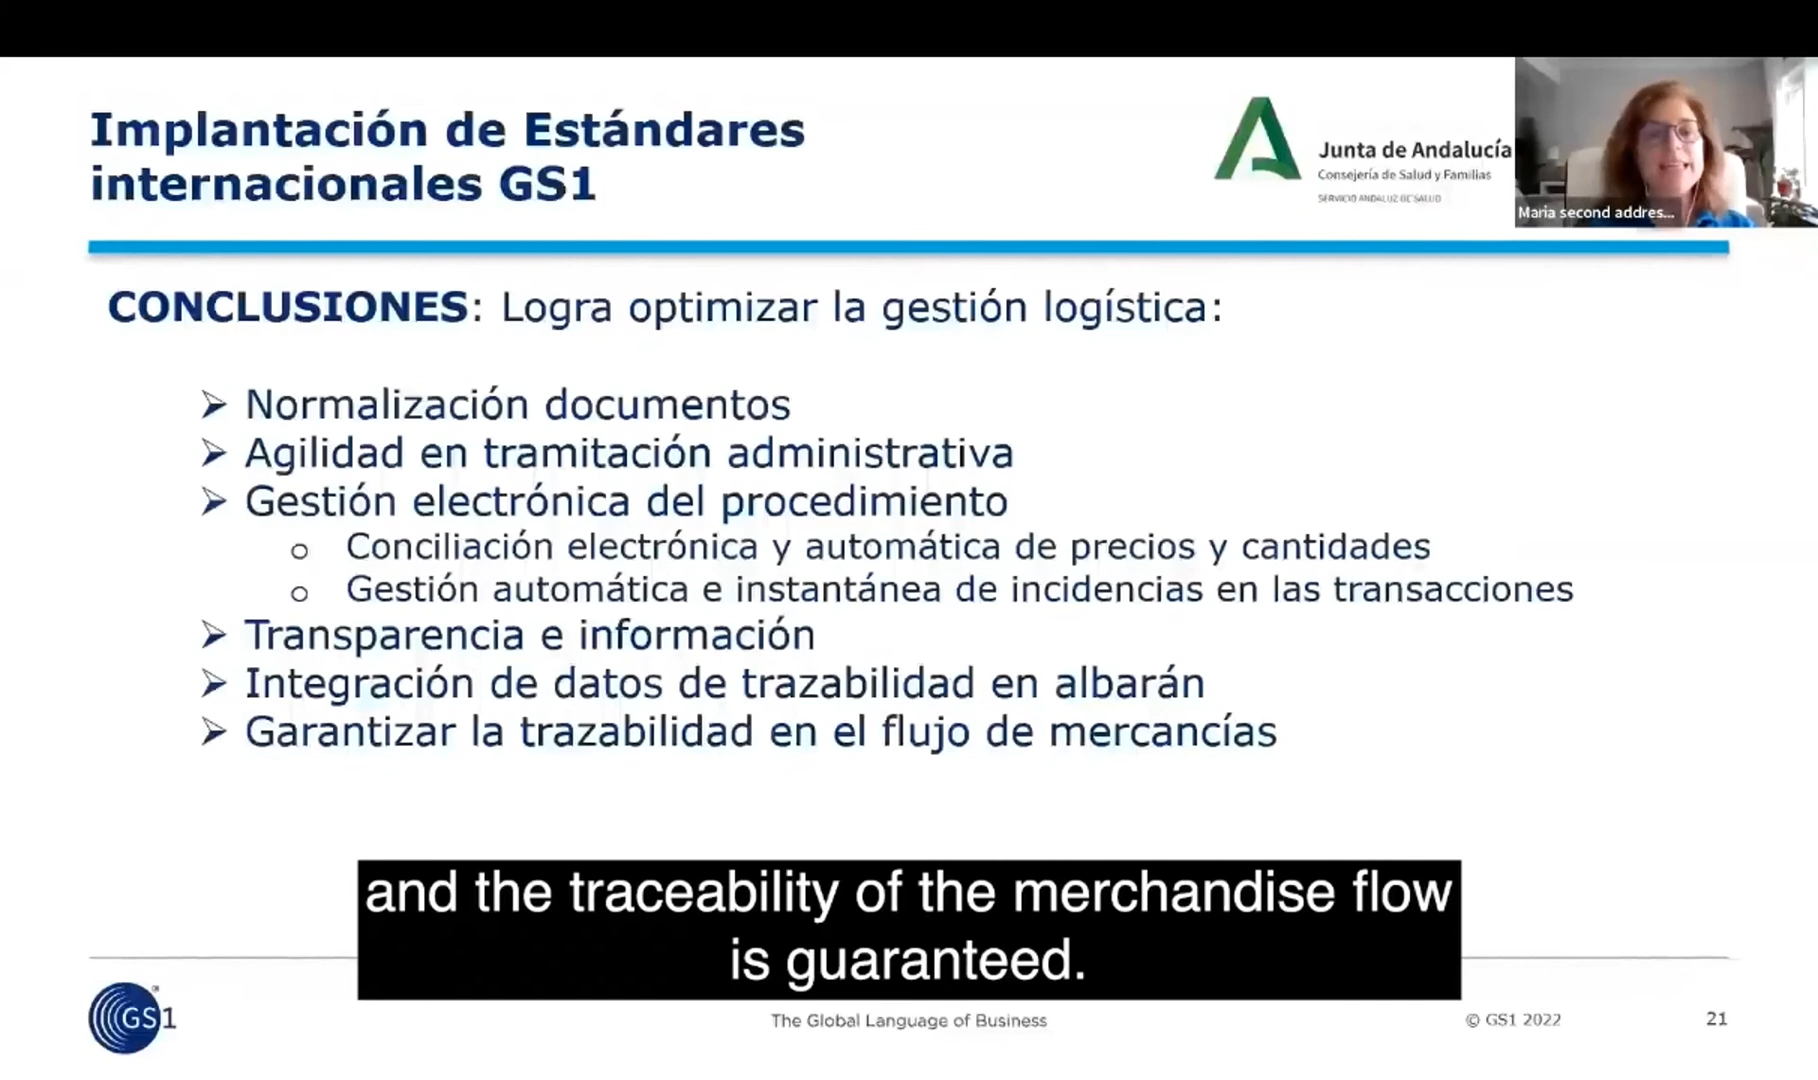 Implantación de Estándares
internacionales GS1
Junta de Andalucía
Consejería de Salud y Familias
SERVICIO ANDALUZ DE SALUD
Maria second addres...
CONCLUSIONES: Logra optimizar la gestión logística:
Normalización documentos
Agilidad en tramitación administrativa
Gestión electrónica del procedimiento
Conciliación electrónica y automática de precios y cantidades
Gestión automática e instantánea de incidencias en las transacciones
Transparencia e información
Integración de datos de trazabilidad en albarán
Garantizar la trazabilidad en el flujo de mercancías
and the traceability of the merchandise flow
is guaranteed.
GS1 ®
The Global Language of Business
© GS1 2022
21